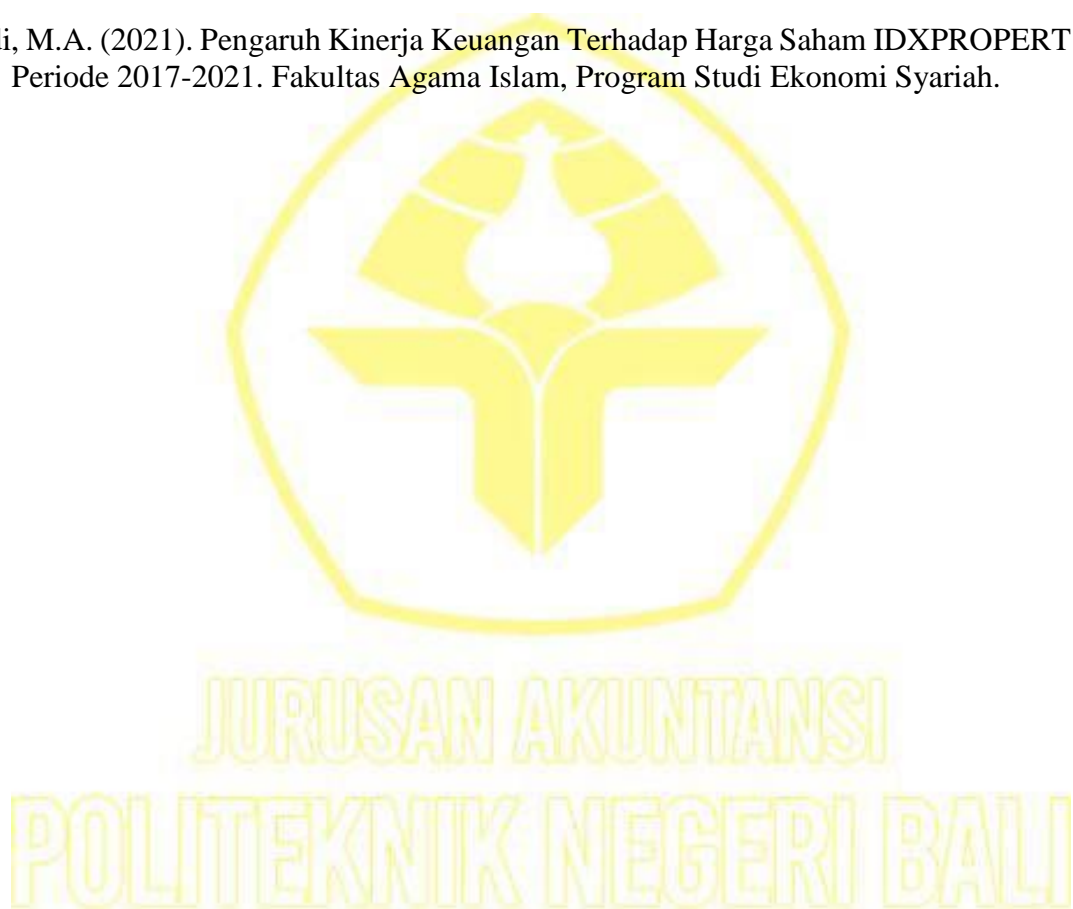 di, M.A. (2021). Pengaruh Kinerja Keuangan Terhadap Harga Saham IDXPROPERT
Periode 2017-2021. Fakultas Agama Islam, Program Studi Ekonomi Syariah.
JURUSAN AKUNTANSI
POLITEKNIK NEGERI BALI